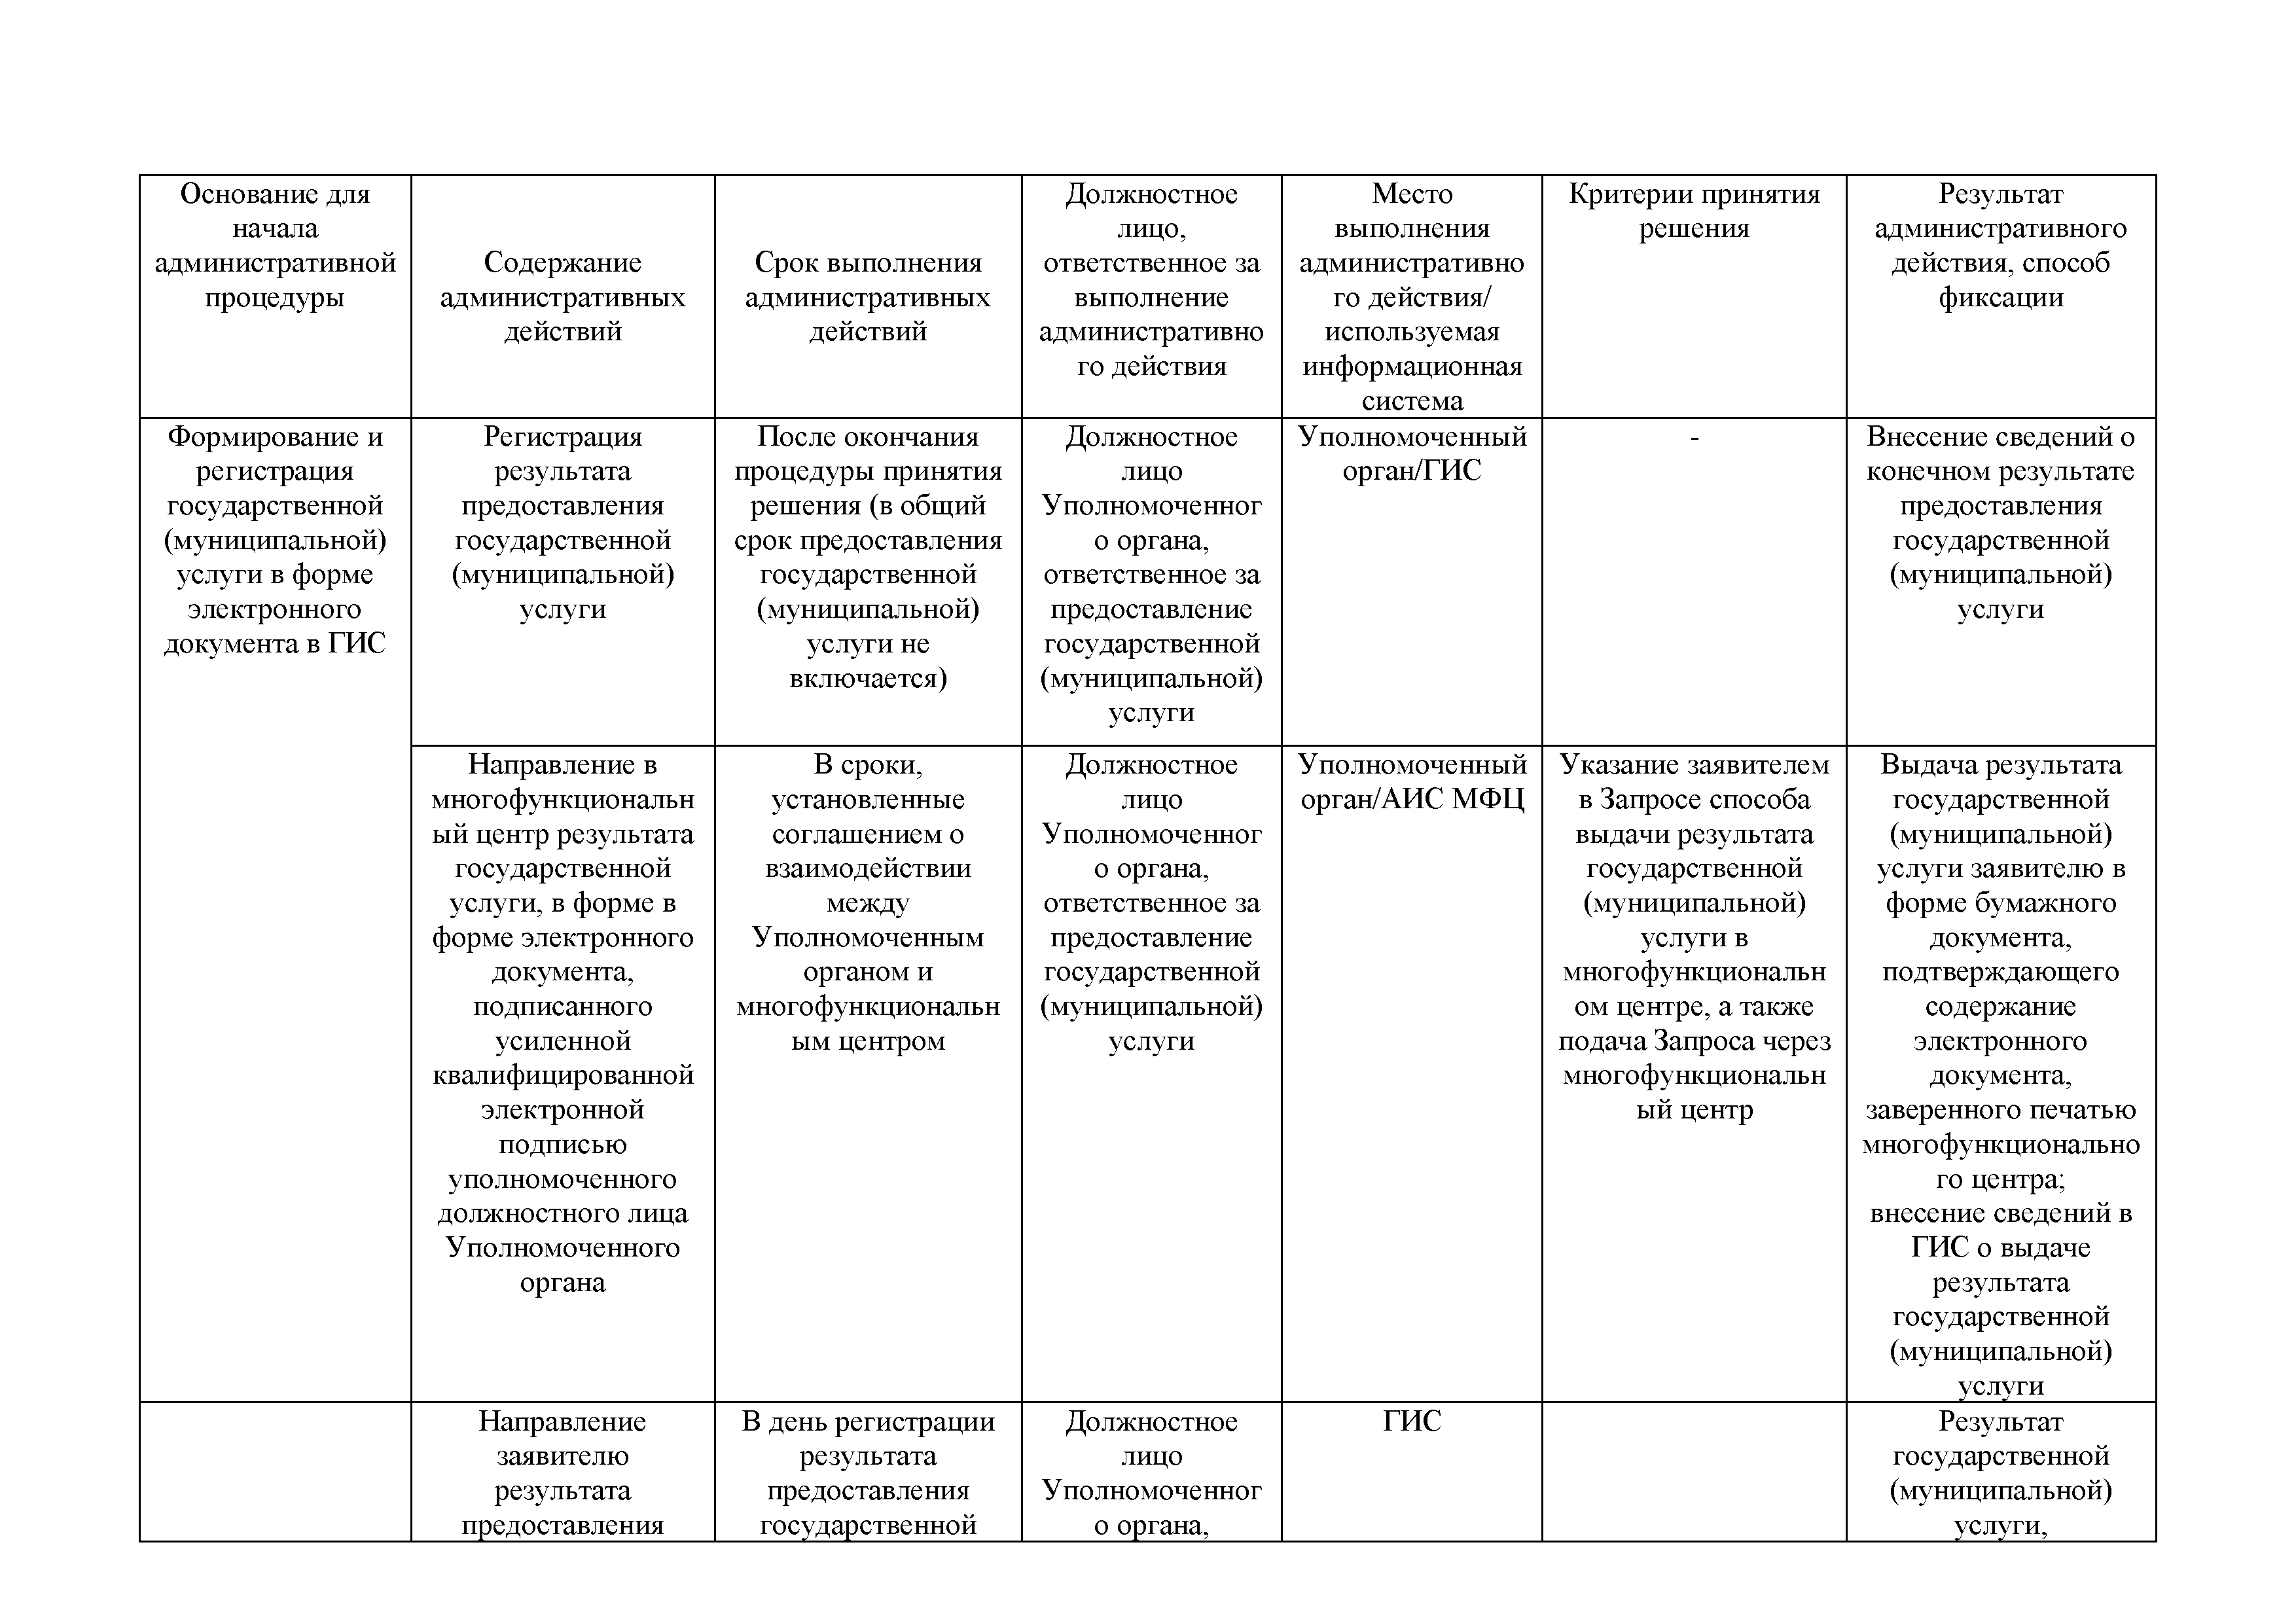 Основание для
начала
административной
процедуры
Содержание
административных
действий
Срок выполнения
административных
действий
Должностное
лицо,
ответственное за
выполнение
административно
го действия
Место
выполнения
административно
го действия/
используемая
информационная
система
Критерии принятия
решения
Результат
административного
действия, способ
фиксации
Формирование и
регистрация
государственной
(муниципальной)
услуги в форме
электронного
документа в ГИС
Регистрация
результата
предоставления
государственной
(муниципальной)
услуги
После окончания
процедуры принятия
решения (в общий
срок предоставления
государственной
(муниципальной)
услуги не
включается)
Должностное
лицо
Уполномоченног
о органа,
ответственное за
предоставление
государственной
(муниципальной)
услуги
Уполномоченный
орган/ГИС
-
Внесение сведений о
конечном результате
предоставления
государственной
(муниципальной)
услуги
Направление в
многофункциональн
ый центр результата
государственной
услуги, в форме в
форме электронного
документа,
подписанного
усиленной
квалифицированной
электронной
подписью
уполномоченного
должностного лица
Уполномоченного
органа
В сроки,
установленные
соглашением о
взаимодействии
между
Уполномоченным
органом и
многофункциональн
ым центром
Должностное
лицо
Уполномоченног
о органа,
ответственное за
предоставление
государственной
(муниципальной)
услуги
Уполномоченный
орган/АИС МФЦ
Указание заявителем
в Запросе способа
выдачи результата
государственной
(муниципальной)
услуги в
многофункциональн
ом центре, а также
подача Запроса через
многофункциональн
ый центр
Выдача результата
государственной
(муниципальной)
услуги заявителю в
форме бумажного
документа,
подтверждающего
содержание
электронного
документа,
заверенного печатью
многофункционально
го центра;
внесение сведений в
ГИС о выдаче
результата
государственной
(муниципальной)
услуги
Направление
заявителю
результата
предоставления
В день регистрации
результата
предоставления
государственной
Должностное
лицо
Уполномоченног
о органа,
ГИС
Результат
государственной
(муниципальной)
услуги,